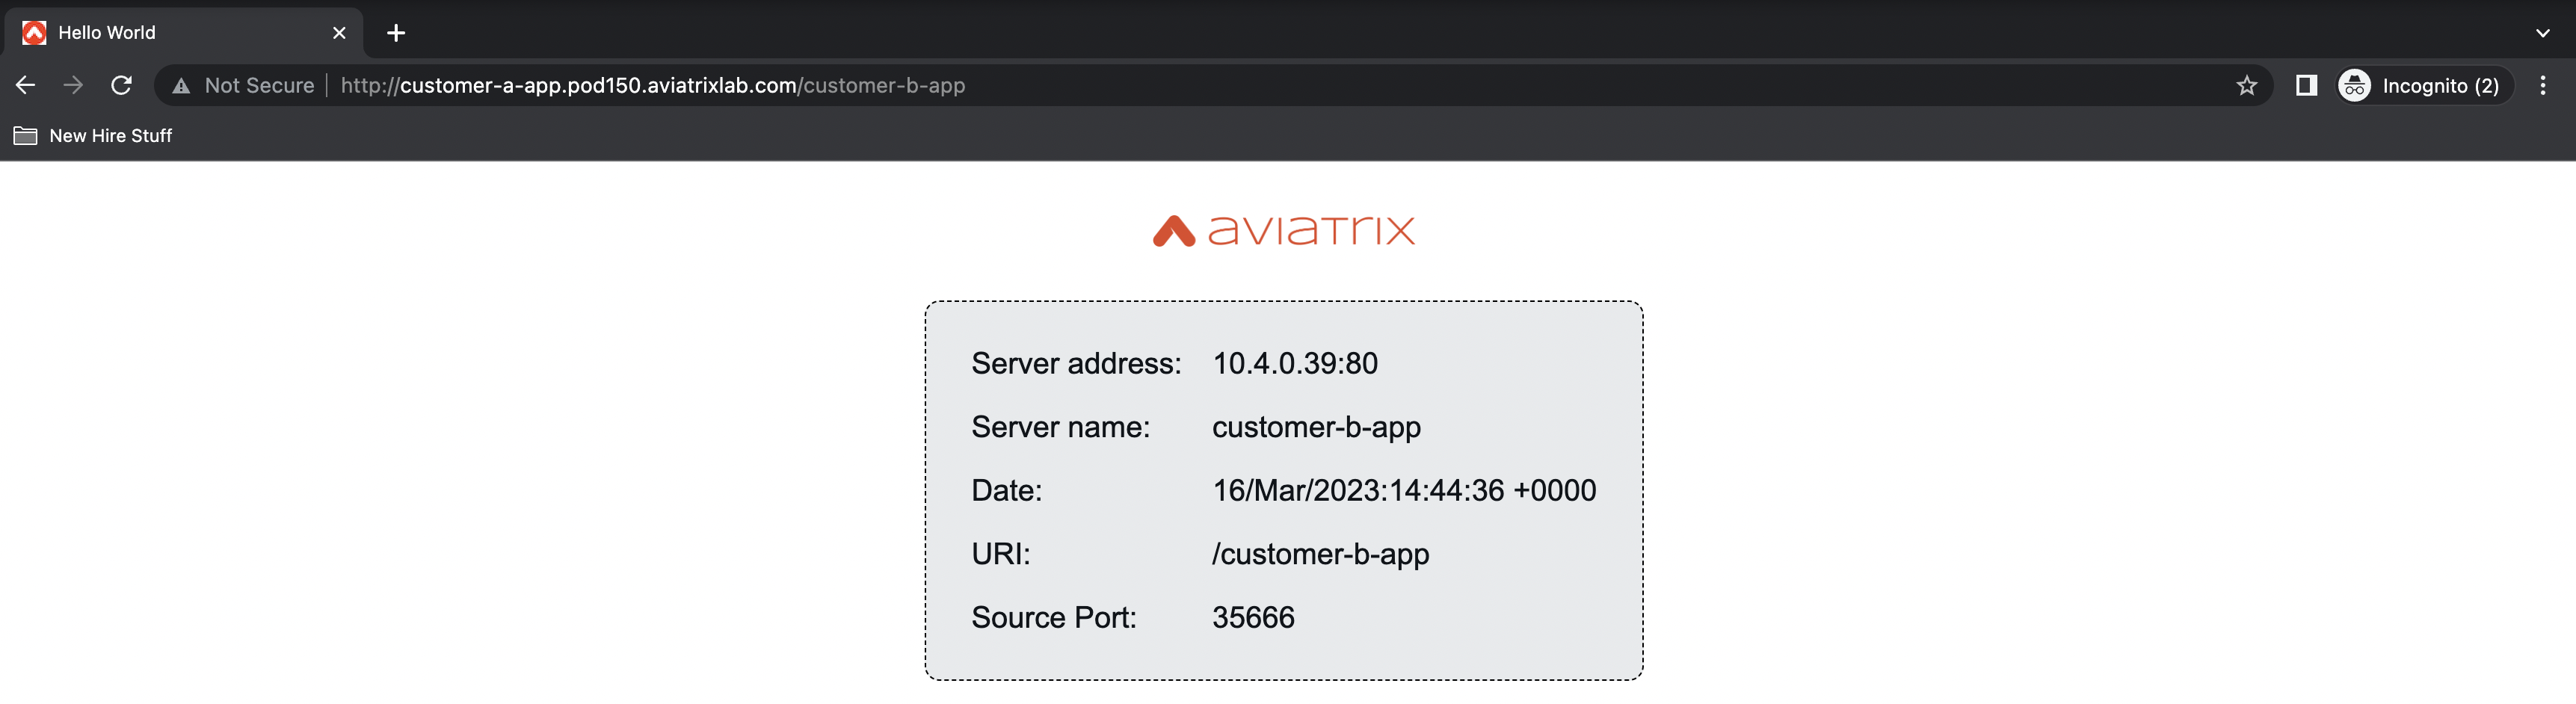 Hello World
Not Secure | http://customer-a-app.pod150.aviatrixlab.com/customer-b-app Incognito (2)
New Hire Stuff
aviatrix
Server address: 10.4.0.39:80
Server name: customer-b-app
Date: 16/Mar/2023:14:44:36 +0000
URI: /customer-b-app
Source Port: 35666